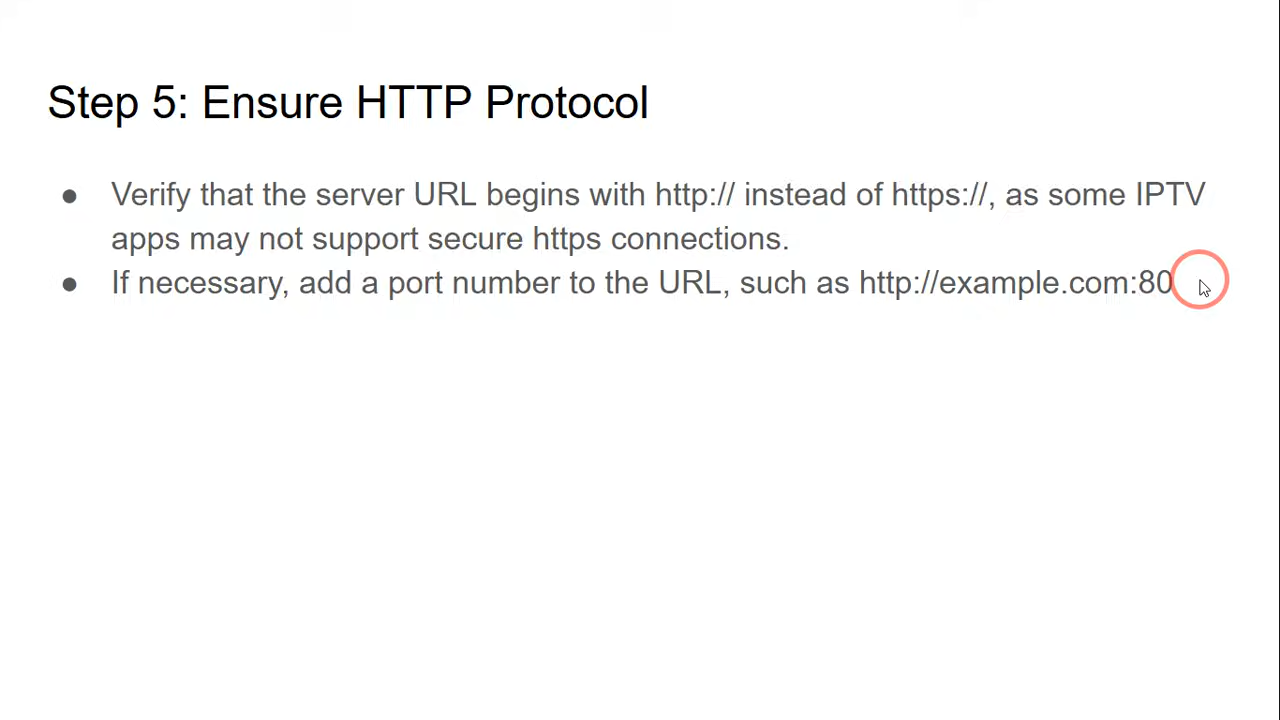 Step 5: Ensure HTTP Protocol
● Verify that the server URL begins with http:// instead of https://, as some IPTV
apps may not support secure https connections.
● If necessary, add a port number to the URL, such as http://example.com:80